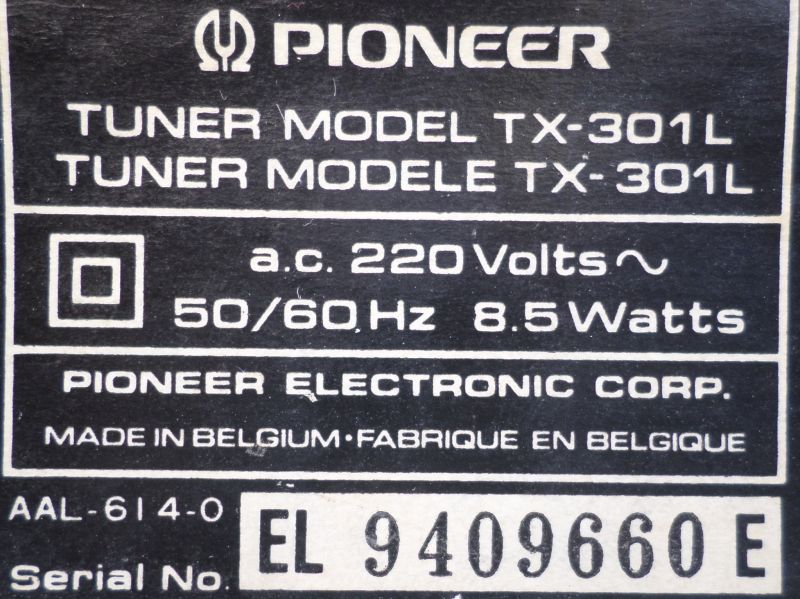 PIONEER
TUNER MODEL TX-301L
TUNER MODELE TX-301L
a.c. 220 Volts ~
50/60 Hz 8.5 Watts
PIONEER ELECTRONIC CORP.
MADE IN BELGIUM·FABRIQUE EN BELGIQUE
AAL-614-0
Serial No. EL 9409660 E